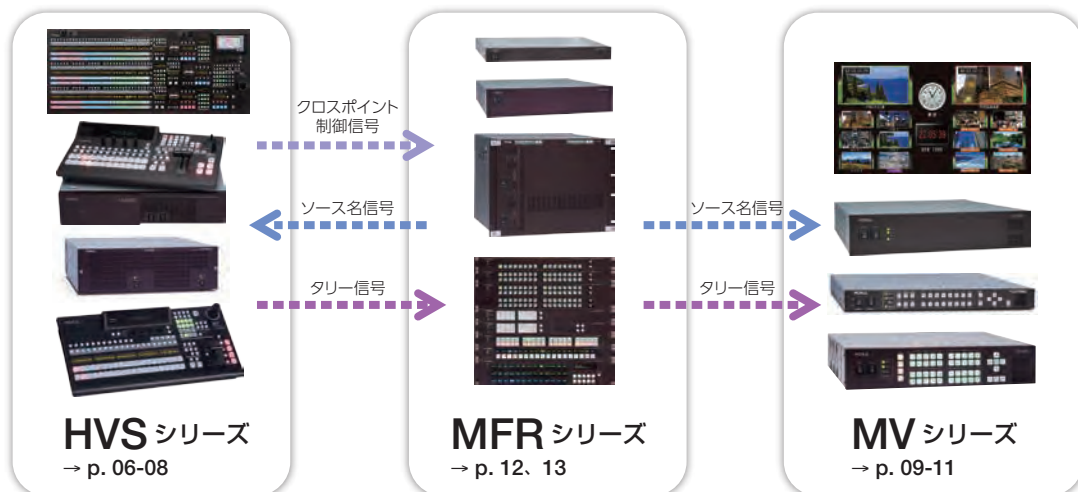 クロスポイント
制御信号
ソース名信号
ソース名信号
タリー信号
タリー信号
HVS シリーズ
→ p. 06-08
MFR シリーズ
→ p. 12、13
MV シリーズ
→ p. 09-11